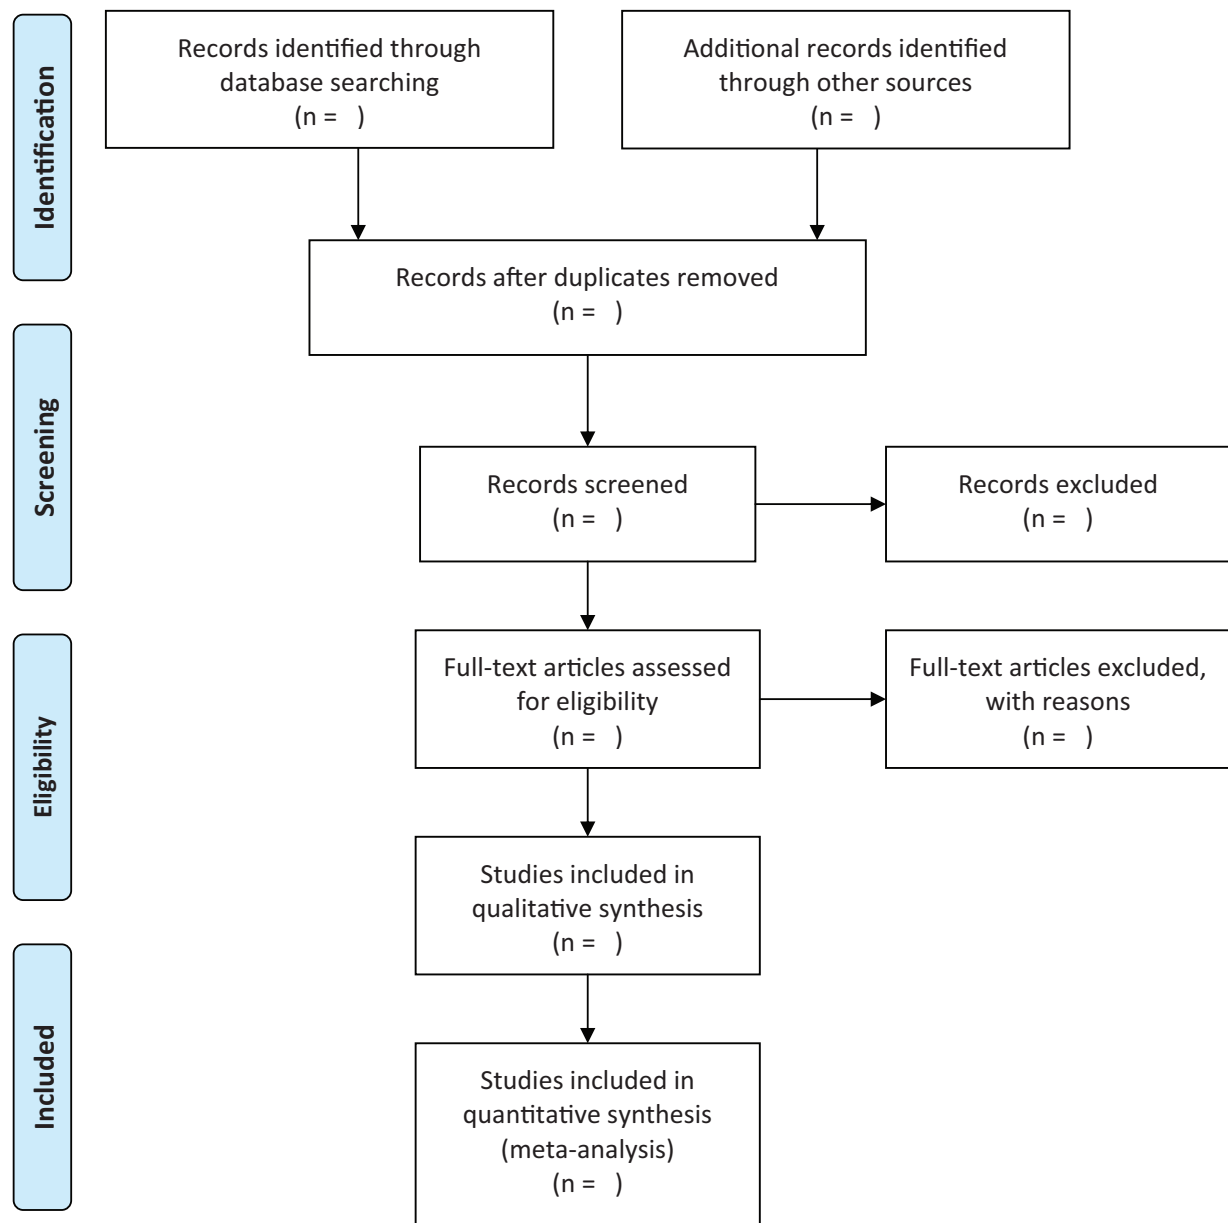 Identification
Records identified through
database searching
(n =   )
Additional records identified
through other sources
(n =   )
Records after duplicates removed
(n =   )
Screening
Records screened
(n =   )
Records excluded
(n =   )
Eligibility
Full-text articles assessed
for eligibility
(n =   )
Full-text articles excluded,
with reasons
(n =   )
Studies included in
qualitative synthesis
(n =   )
Included
Studies included in
quantitative synthesis
(meta-analysis)
(n =   )